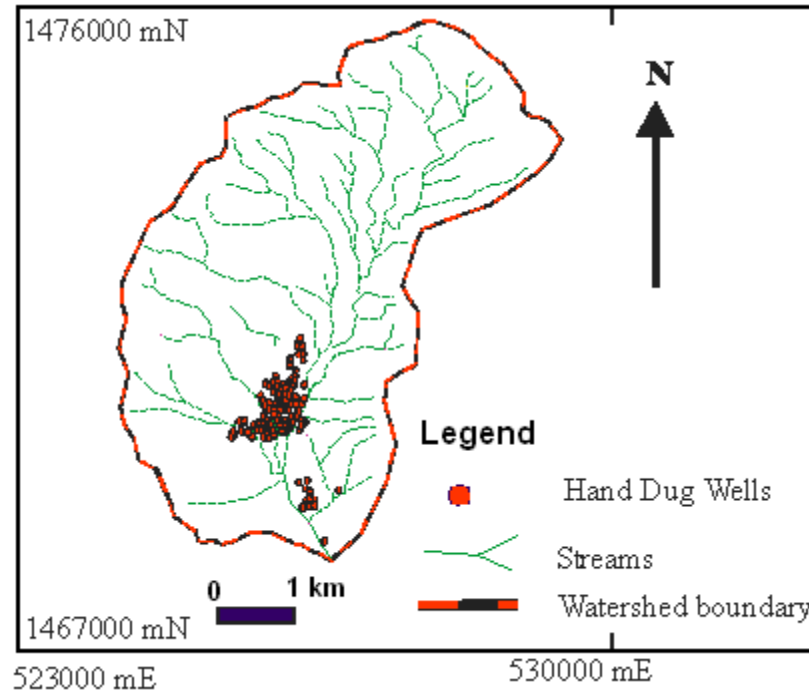 1476000 mN
N
Legend
Hand Dug Wells
Streams
0 1 km
Watershed boundary
1467000 mN
523000 mE
530000 mE